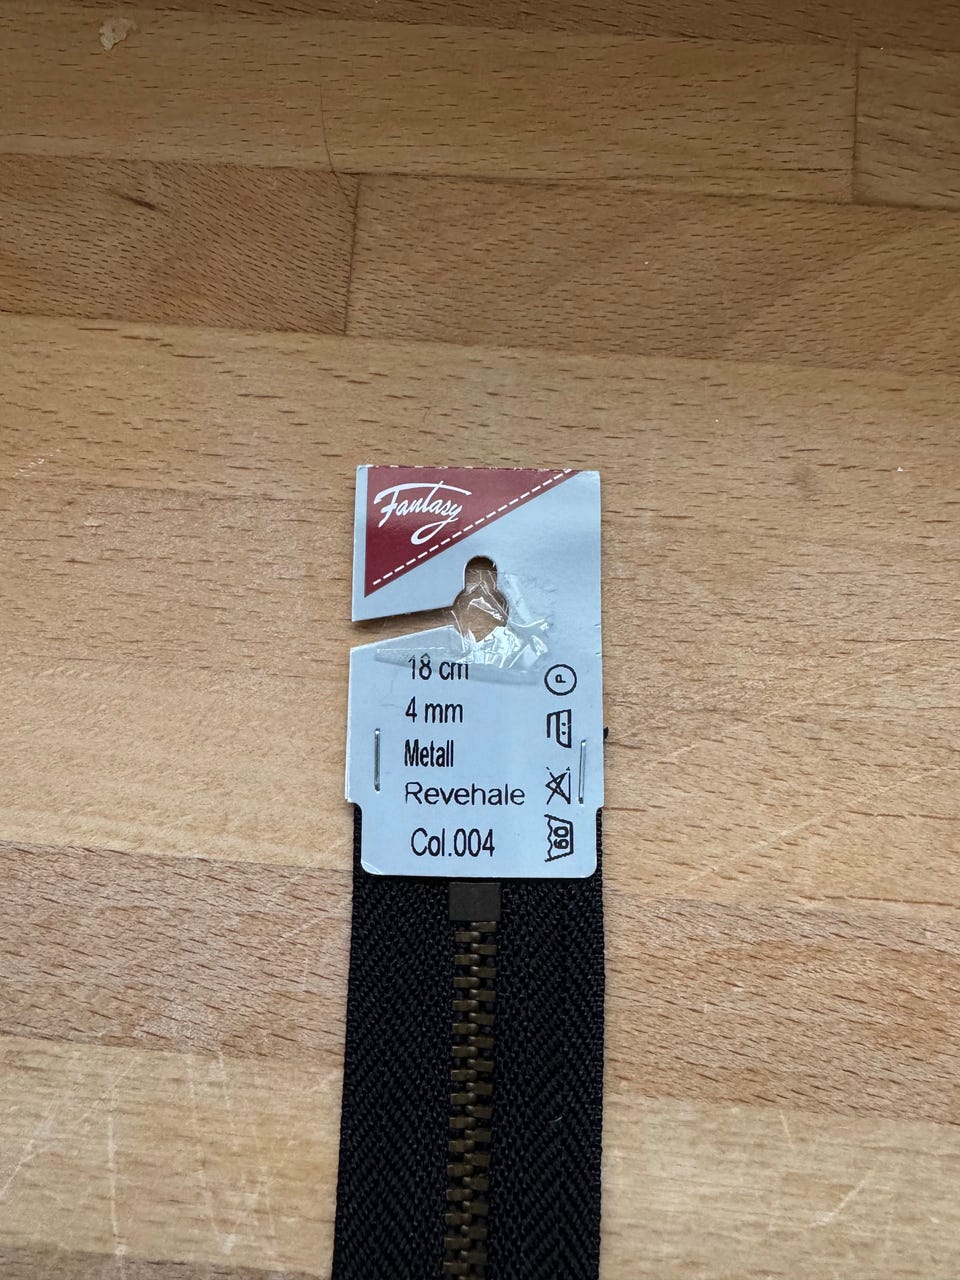 Fantasy
18 cm
4 mm
Metall
Revehale
Col.004
P
60